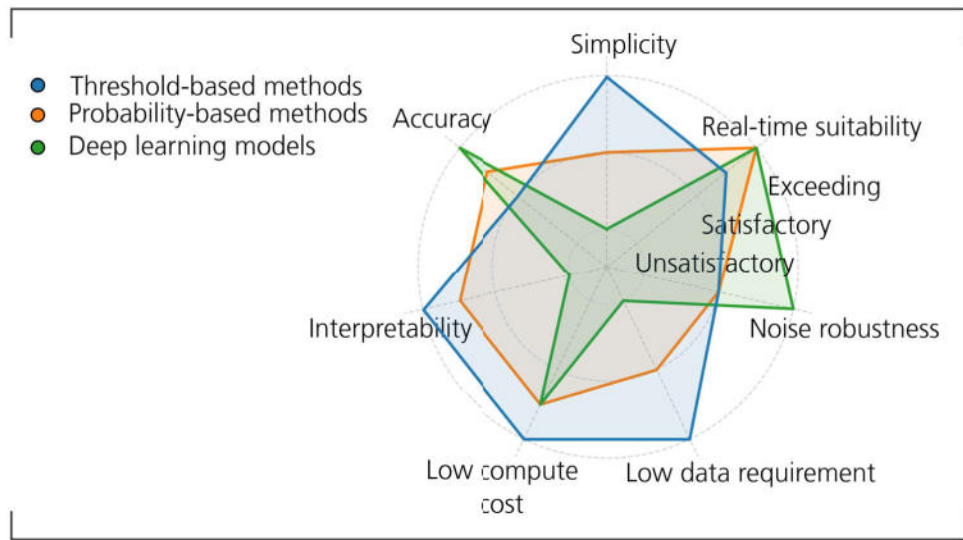 Simplicity
Threshold-based methods
Probability-based methods
Deep learning models
Accuracy
Real-time suitability
Exceeding
Satisfactory
Unsatisfactory
Interpretability
Noise robustness
Low compute
cost
Low data requirement